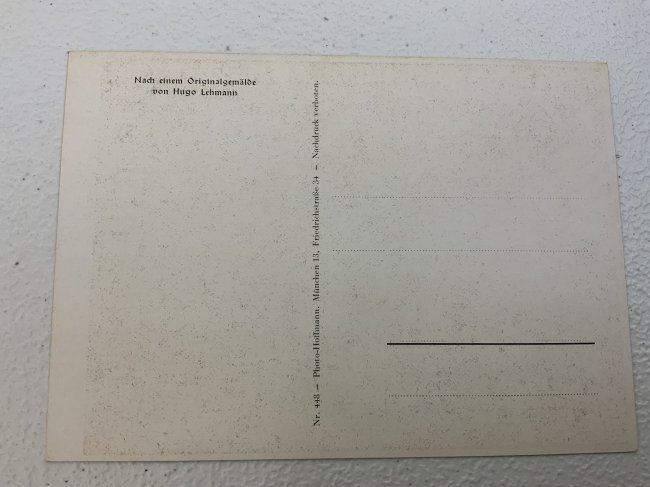 Nach einem Originalgemälde
von Hugo Lehmann
Nr. 448 – Photo-Hoffmann, München 13, Friedrichstraße 34 – Nachdruck verboten.